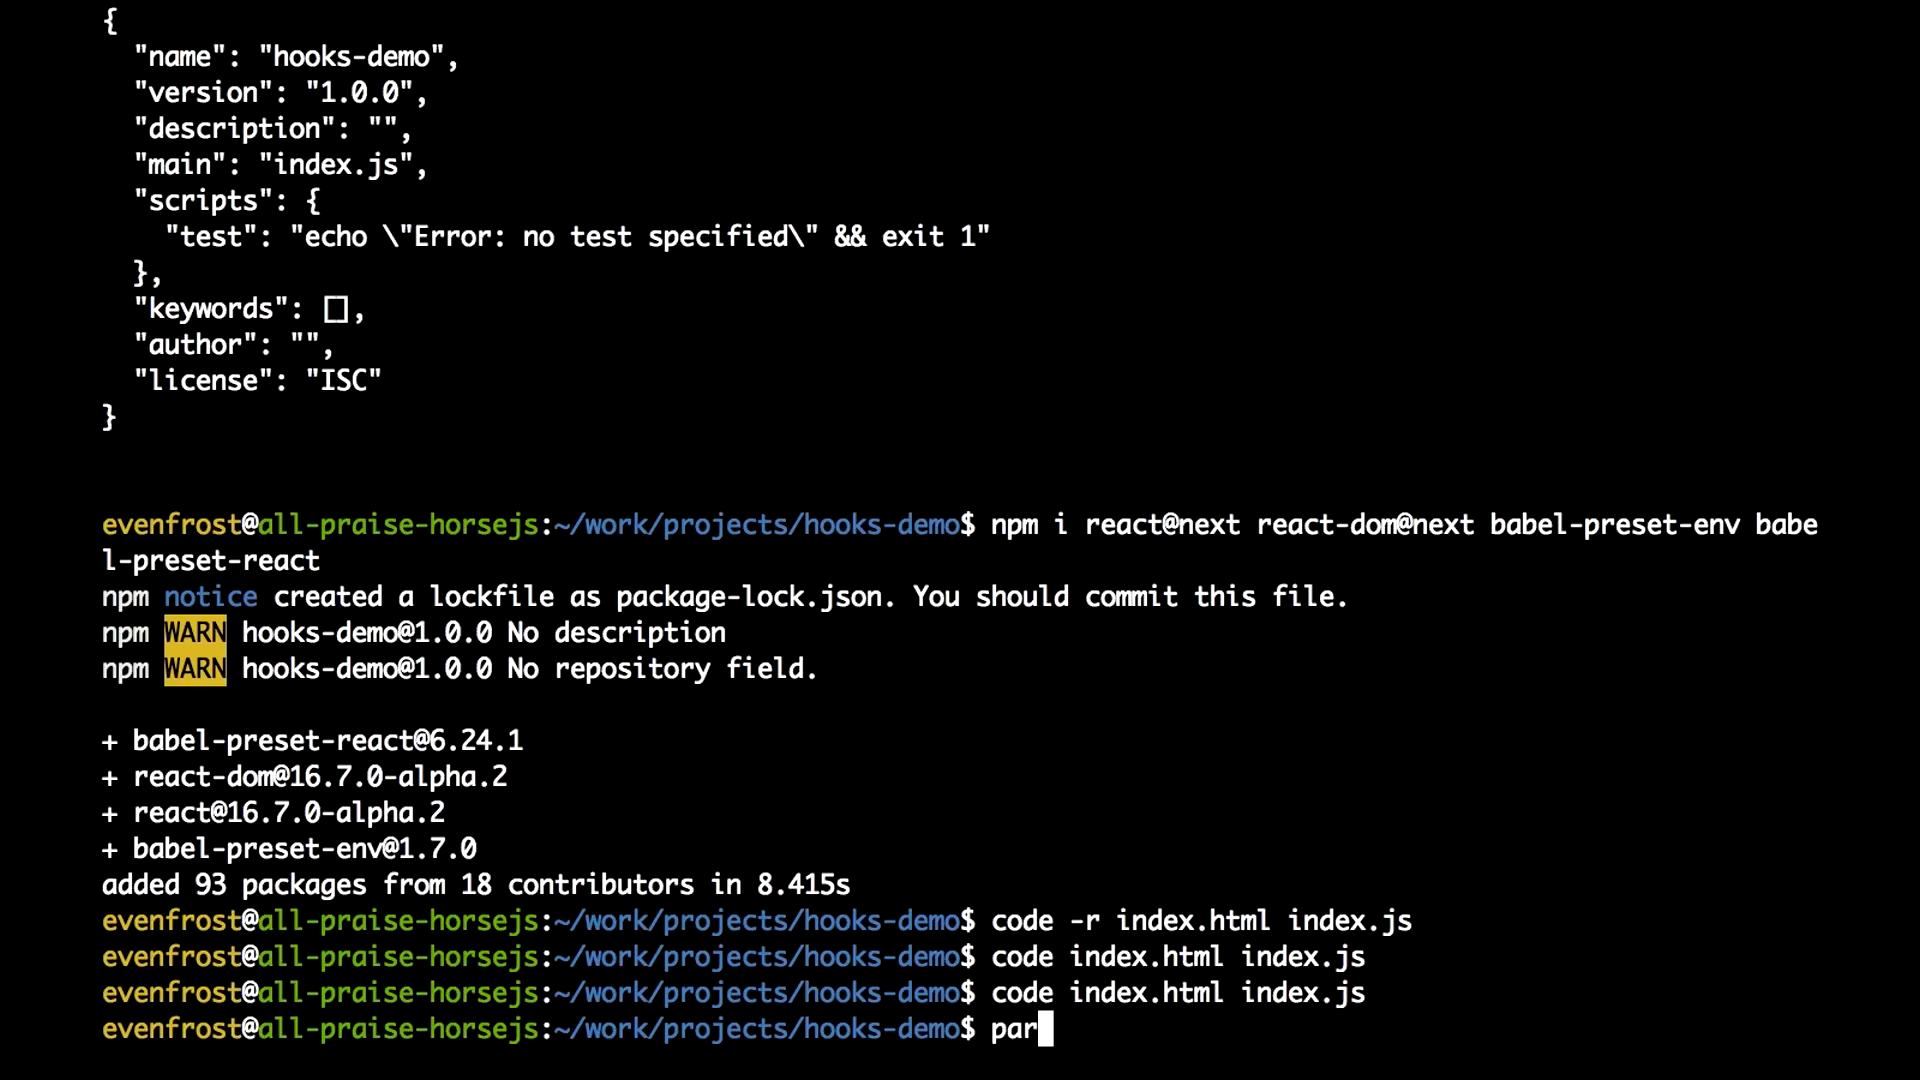 {
  "name": "hooks-demo",
  "version": "1.0.0",
  "description": "",
  "main": "index.js",
  "scripts": {
    "test": "echo \"Error: no test specified\" && exit 1"
  },
  "keywords": [],
  "author": "",
  "license": "ISC"
}
evenfrost@all-praise-horsejs:~/work/projects/hooks-demo$ npm i react@next react-dom@next babel-preset-env babe
l-preset-react
npm notice created a lockfile as package-lock.json. You should commit this file.
npm WARN hooks-demo@1.0.0 No description
npm WARN hooks-demo@1.0.0 No repository field.
+ babel-preset-react@6.24.1
+ react-dom@16.7.0-alpha.2
+ react@16.7.0-alpha.2
+ babel-preset-env@1.7.0
added 93 packages from 18 contributors in 8.415s
evenfrost@all-praise-horsejs:~/work/projects/hooks-demo$ code -r index.html index.js
evenfrost@all-praise-horsejs:~/work/projects/hooks-demo$ code index.html index.js
evenfrost@all-praise-horsejs:~/work/projects/hooks-demo$ code index.html index.js
evenfrost@all-praise-horsejs:~/work/projects/hooks-demo$ par